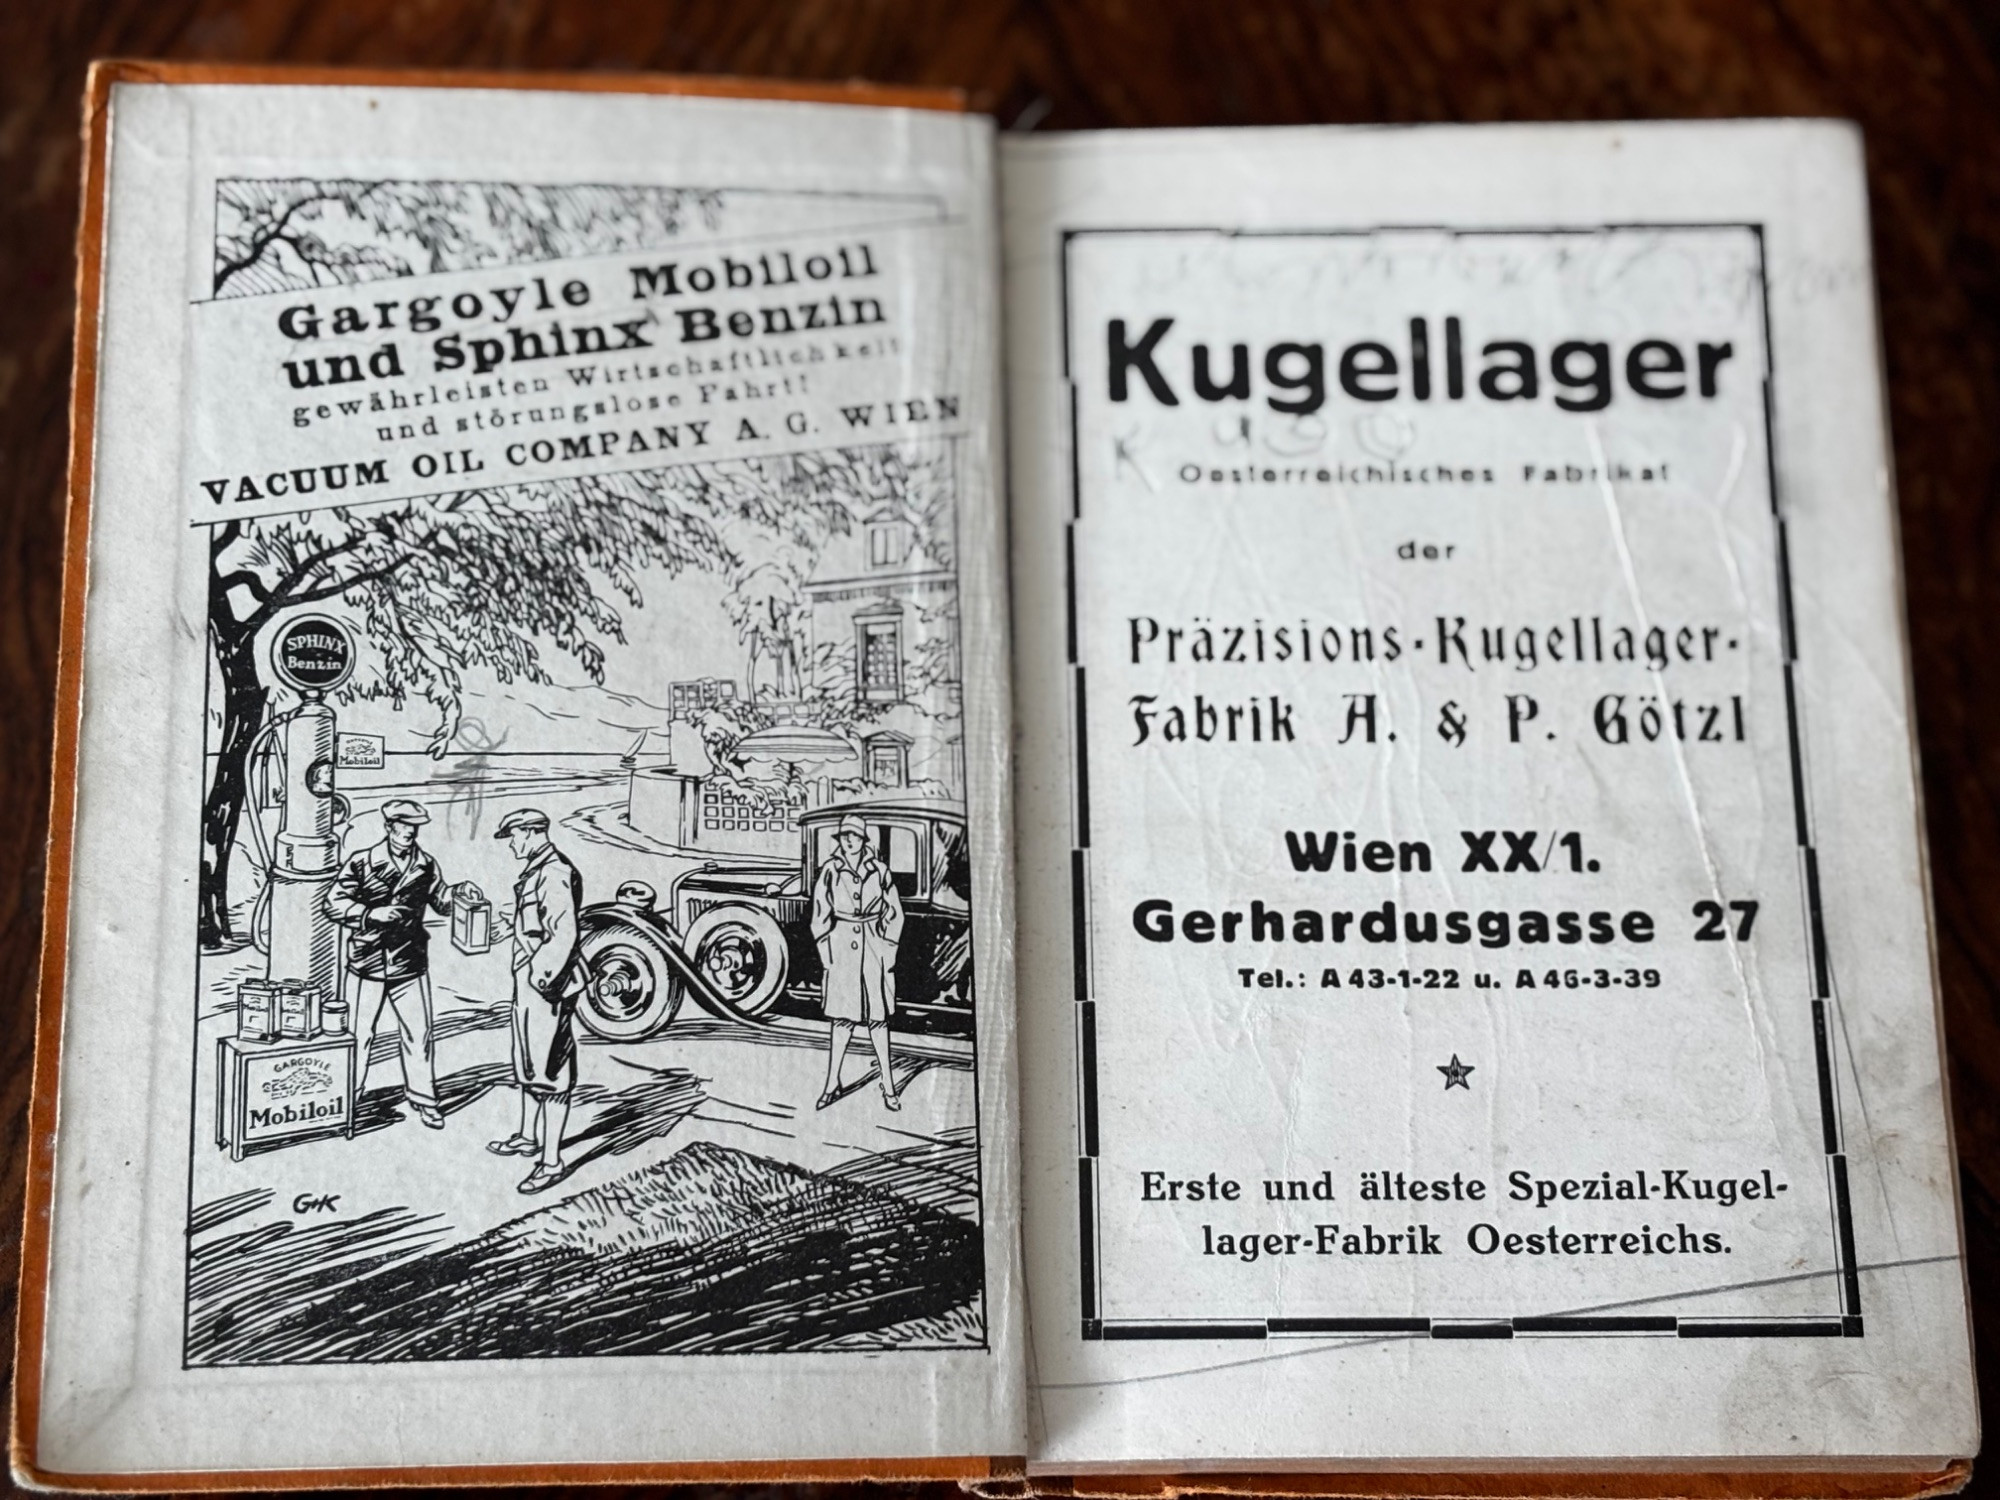 Gargoyle Mobiloil
und Sphinx Benzin
gewährleisten Wirtschaftlichkeit
und störungslose Fahrt!
VACUUM OIL COMPANY A. G. WIEN
SPHINX
Benzin
Mobiloil
GARGOYLE
Mobiloil
G+K
Kugellager
K 430
Oesterreichisches Fabrikat
der
Präzisions-Kugellager-
Fabrik A. & P. Götzl
Wien XX/1.
Gerhardusgasse 27
Tel.: A 43-1-22 u. A 46-3-39
Erste und älteste Spezial-Kugel-
lager-Fabrik Oesterreichs.